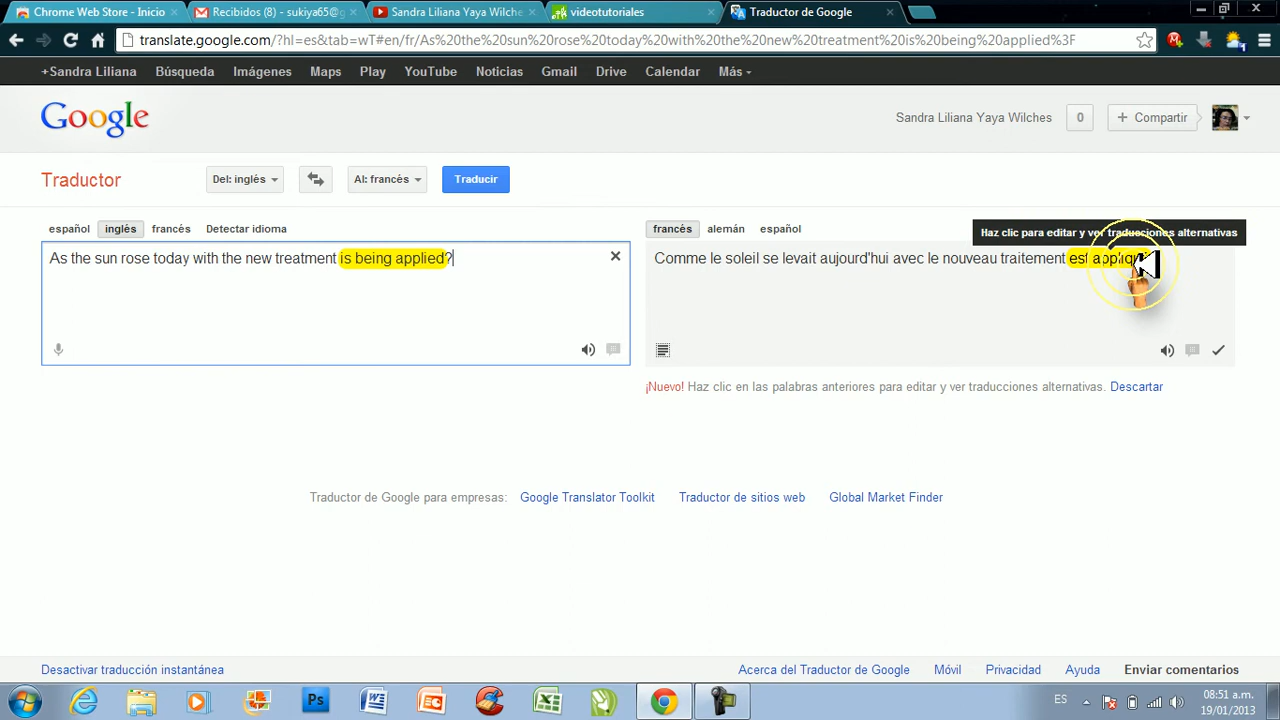 Chrome Web Store - Inicio
Recibidos (8) - sukiya65@g
Sandra Liliana Yaya Wilche
videotutoriales
Traductor de Google
translate.google.com/?hl=es&tab=wT#en/fr/As%20the%20sun%20rose%20today%20with%20the%20new%20treatment%20is%20being%20applied%3F
+Sandra Liliana Búsqueda Imágenes Maps Play YouTube Noticias Gmail Drive Calendar Más
Google
Sandra Liliana Yaya Wilches 0 + Compartir
Traductor Del: inglés Al: francés Traducir
español inglés francés Detectar idioma
francés alemán español
Haz clic para editar y ver traducciones alternativas
As the sun rose today with the new treatment is being applied?
Comme le soleil se levait aujourd'hui avec le nouveau traitement est
¡Nuevo! Haz clic en las palabras anteriores para editar y ver traducciones alternativas. Descartar
Traductor de Google para empresas: Google Translator Toolkit Traductor de sitios web Global Market Finder
Desactivar traducción instantánea
Acerca del Traductor de Google Móvil Privacidad Ayuda Enviar comentarios
Ps
ES
08:51 a.m.
19/01/2013